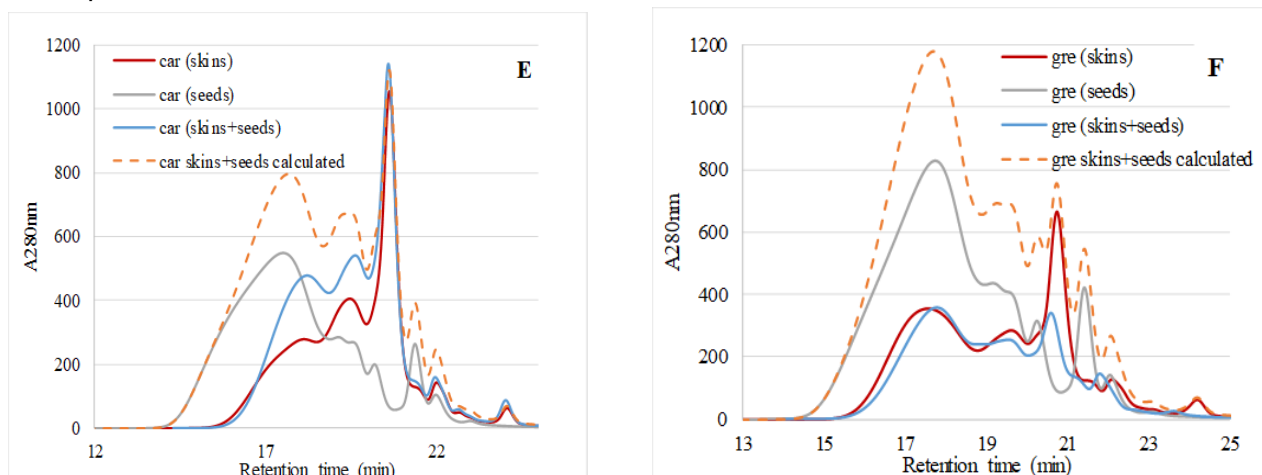 1200
1000
800
600
400
200
0
A280nm
car (skins)
car (seeds)
car (skins+seeds)
car skins+seeds calculated
E
12
17
22
Retention time (min)
1200
1000
800
600
400
200
0
A280nm
gre (skins)
gre (seeds)
gre (skins+seeds)
gre skins+seeds calculated
F
13
15
17
19
21
23
25
Retention time (min)